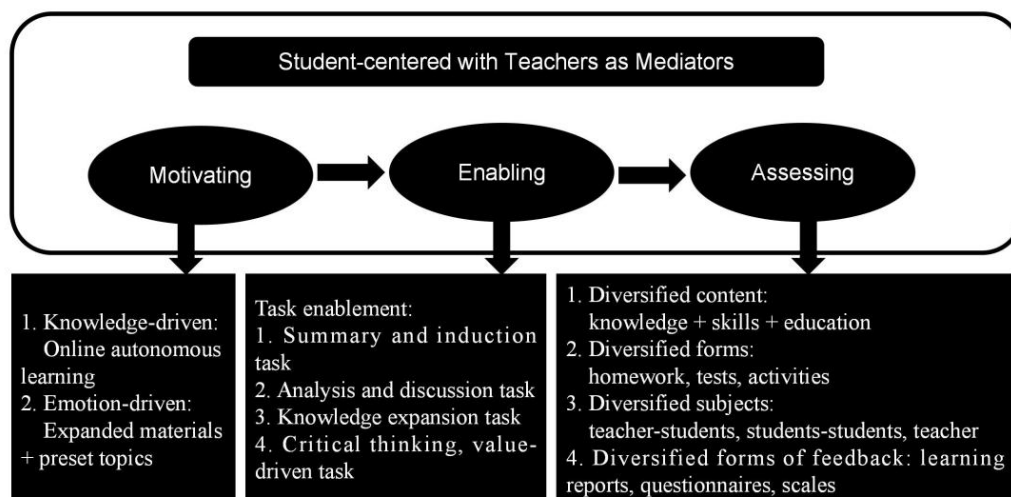 Student-centered with Teachers as Mediators
Motivating
Enabling
Assessing
1. Knowledge-driven:
Online autonomous
learning
2. Emotion-driven:
Expanded materials
+ preset topics
Task enablement:
1. Summary and induction
task
2. Analysis and discussion task
3. Knowledge expansion task
4. Critical thinking, value-
driven task
1. Diversified content:
knowledge + skills + education
2. Diversified forms:
homework, tests, activities
3. Diversified subjects:
teacher-students, students-students, teacher
4. Diversified forms of feedback: learning
reports, questionnaires, scales